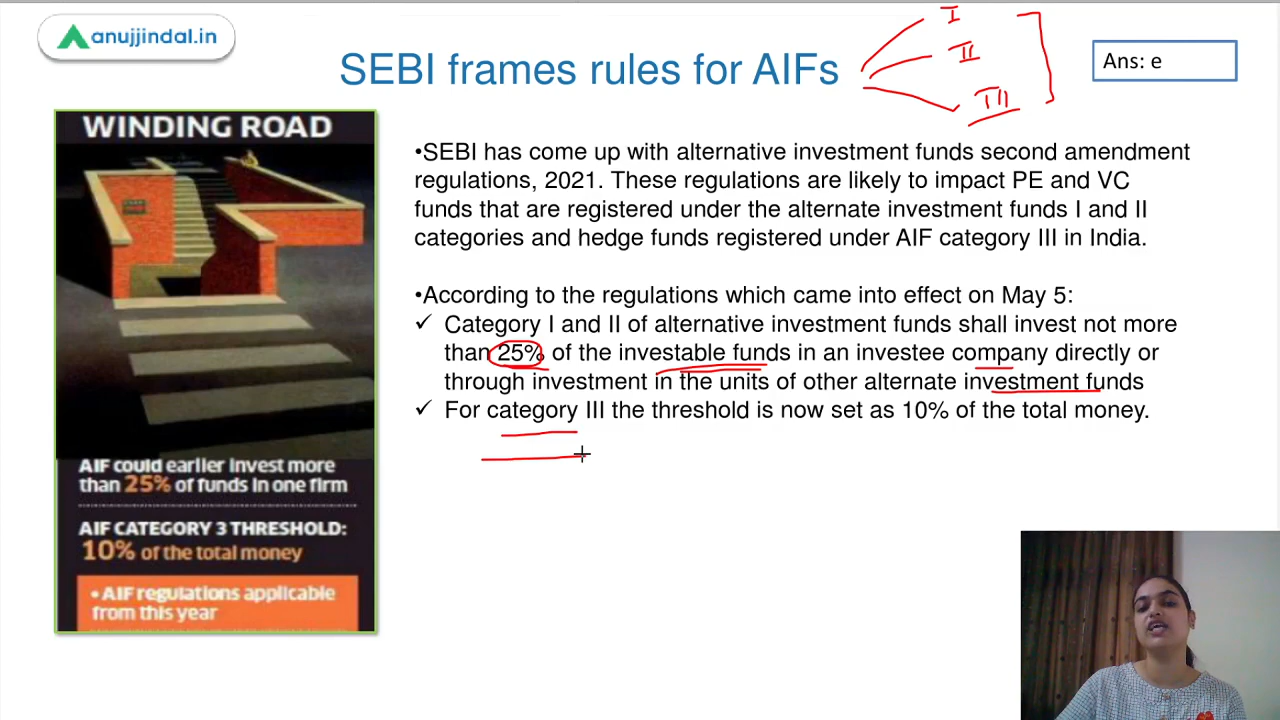 anujjindal.in
SEBI frames rules for AIFs
I
II
III
Ans: e
WINDING ROAD
AIF could earlier invest more
than 25% of funds in one firm
AIF CATEGORY 3 THRESHOLD:
10% of the total money
• AIF regulations applicable
from this year
•SEBI has come up with alternative investment funds second amendment
regulations, 2021. These regulations are likely to impact PE and VC
funds that are registered under the alternate investment funds I and II
categories and hedge funds registered under AIF category III in India.
•According to the regulations which came into effect on May 5:
✓ Category I and II of alternative investment funds shall invest not more
than 25% of the investable funds in an investee company directly or
through investment in the units of other alternate investment funds
✓ For category III the threshold is now set as 10% of the total money.